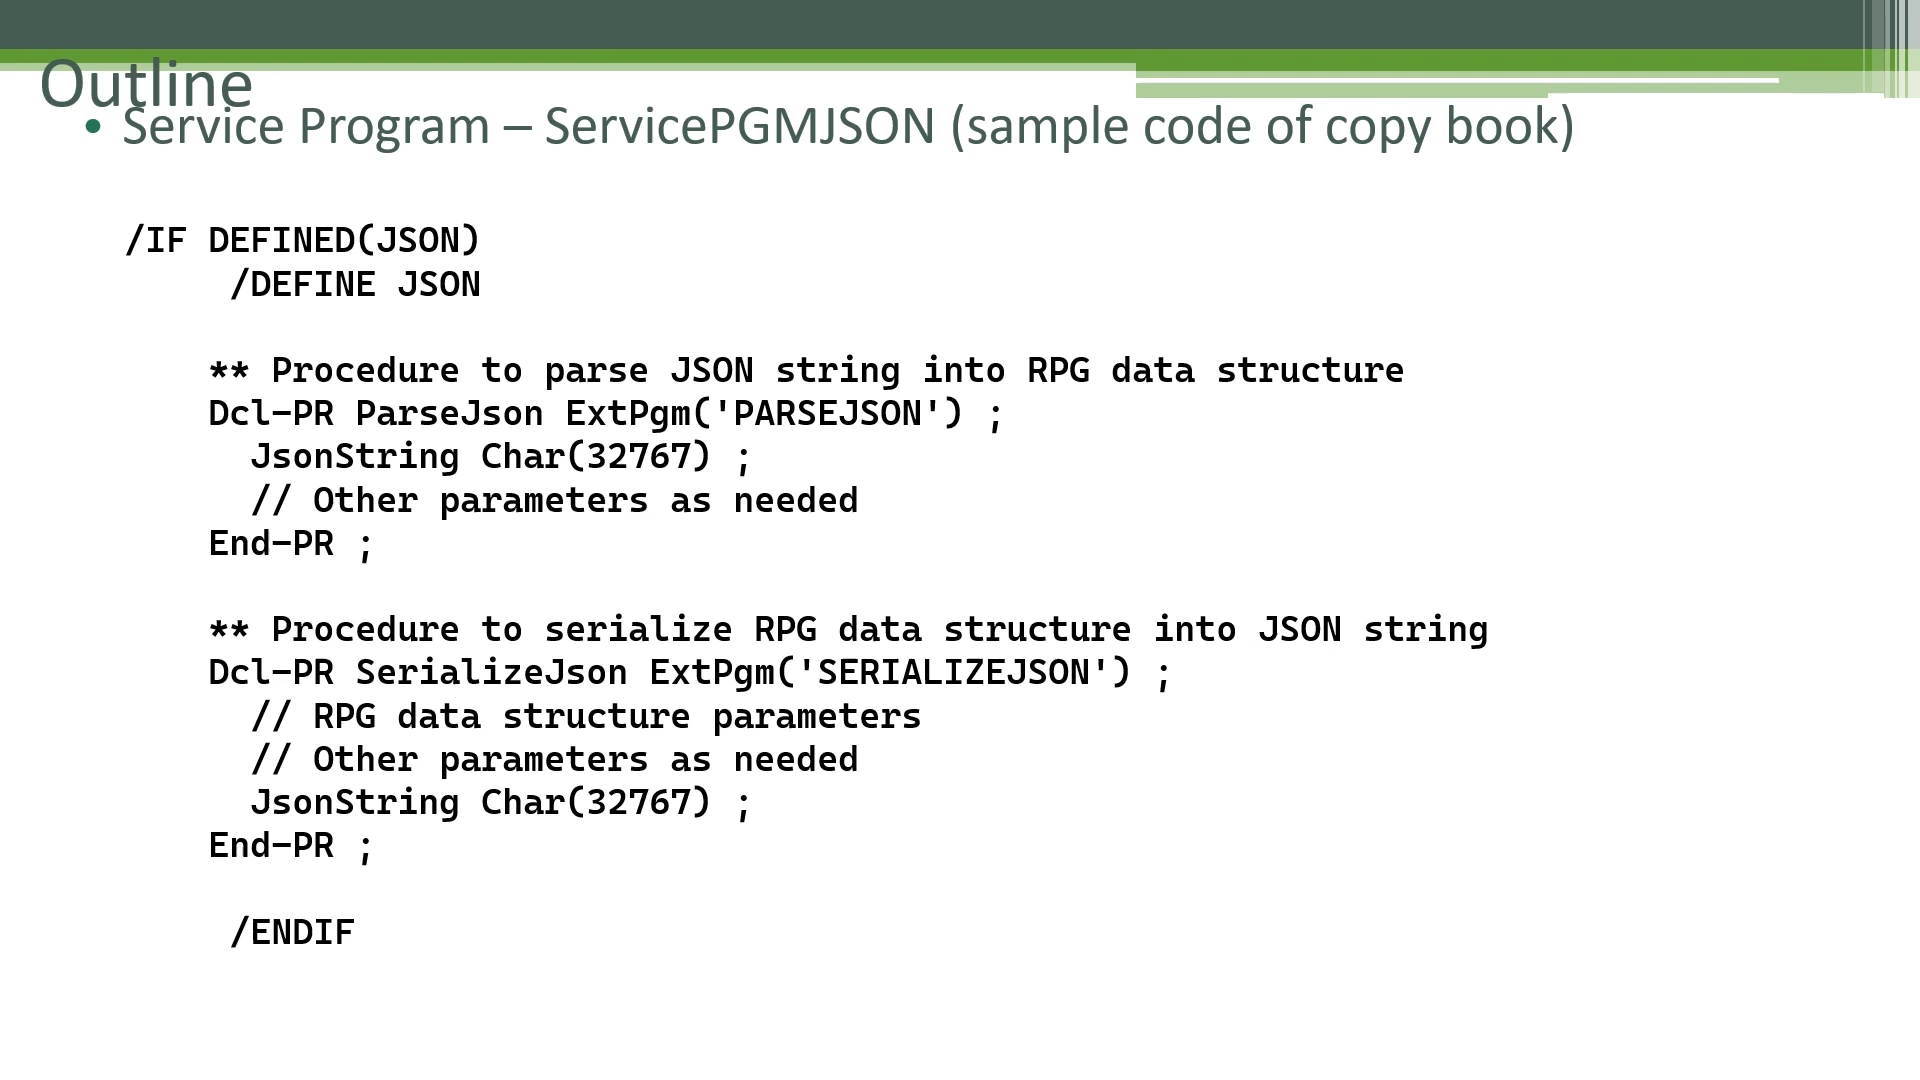 Outline
• Service Program – ServicePGMJSON (sample code of copy book)
/IF DEFINED(JSON)
/DEFINE JSON
** Procedure to parse JSON string into RPG data structure
Dcl-PR ParseJson ExtPgm('PARSEJSON') ;
JsonString Char(32767) ;
// Other parameters as needed
End-PR ;
** Procedure to serialize RPG data structure into JSON string
Dcl-PR SerializeJson ExtPgm('SERIALIZEJSON') ;
// RPG data structure parameters
// Other parameters as needed
JsonString Char(32767) ;
End-PR ;
/ENDIF